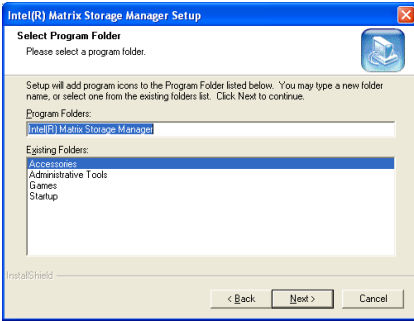 Intel(R) Matrix Storage Manager Setup
Select Program Folder
Please select a program folder.
Setup will add program icons to the Program Folder listed below. You may type a new folder
name, or select one from the existing folders list. Click Next to continue.
Program Folders:
Intel(R) Matrix Storage Manager
Existing Folders:
Accessories
Administrative Tools
Games
Startup
InstallShield
< Back
Next >
Cancel